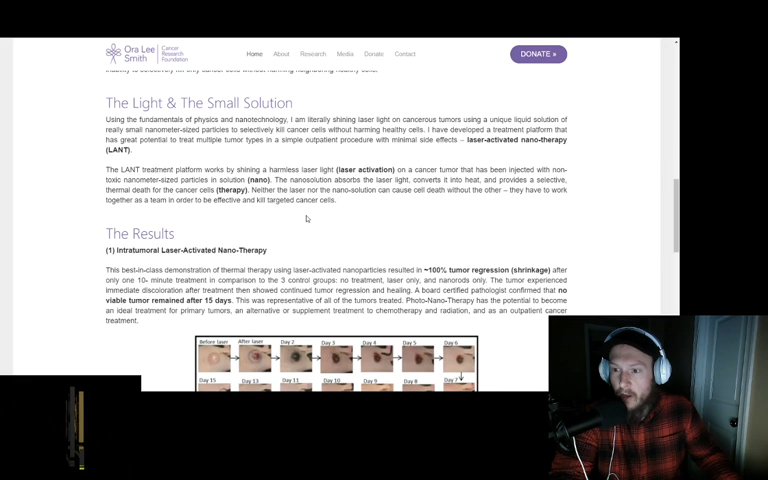 Ora Lee
Smith
Cancer
Research
Foundation
Home About Research Media Donate Contact
DONATE »
inability to selectively kill only cancer cells without harming neighboring healthy cells.
The Light & The Small Solution
Using the fundamentals of physics and nanotechnology, I am literally shining laser light on cancerous tumors using a unique liquid solution of
really small nanometer-sized particles to selectively kill cancer cells without harming healthy cells. I have developed a treatment platform that
has great potential to treat multiple tumor types in a simple outpatient procedure with minimal side effects – laser-activated nano-therapy
(LANT).
The LANT treatment platform works by shining a harmless laser light (laser activation) on a cancer tumor that has been injected with non-
toxic nanometer-sized particles in solution (nano). The nanosolution absorbs the laser light, converts it into heat, and provides a selective,
thermal death for the cancer cells (therapy). Neither the laser nor the nano-solution can cause cell death without the other – they have to work
together as a team in order to be effective and kill targeted cancer cells.
The Results
(1) Intratumoral Laser-Activated Nano-Therapy
This best-in-class demonstration of thermal therapy using laser-activated nanoparticles resulted in ~100% tumor regression (shrinkage) after
only one 10- minute treatment in comparison to the 3 control groups: no treatment, laser only, and nanorods only. The tumor experienced
immediate discoloration after treatment then showed continued tumor regression and healing. A board certified pathologist confirmed that no
viable tumor remained after 15 days. This was representative of all of the tumors treated. Photo-Nano-Therapy has the potential to become
an ideal treatment for primary tumors, an alternative or supplement treatment to chemotherapy and radiation, and as an outpatient cancer
treatment.
Before laser After laser Day 2 Day 3 Day 4 Day 5 Day 6
Day 15 Day 13 Day 11 Day 10 Day 9 Day 8 Day 7